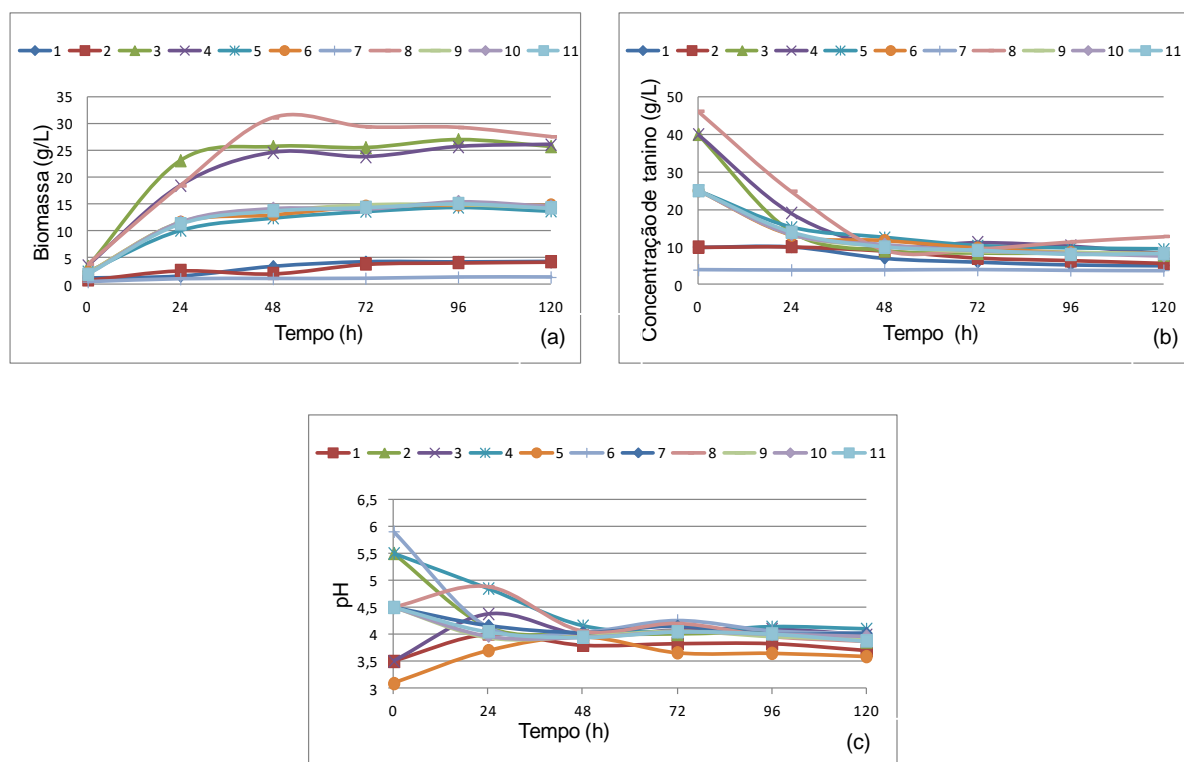 1 2 3 4 5 6 7 8 9 10 11
35
30
25
20
15
10
5
0
Biomassa (g/L)
0 24 48 72 96 120
Tempo (h)
(a)
1 2 3 4 5 6 7 8 9 10 11
50
40
30
20
10
0
Concentração de tanino (g/L)
0 24 48 72 96 120
Tempo (h)
(b)
1 2 3 4 5 6 7 8 9 10 11
6,5
6
5,5
5
4,5
4
3,5
3
pH
0 24 48 72 96 120
Tempo (h)
(c)